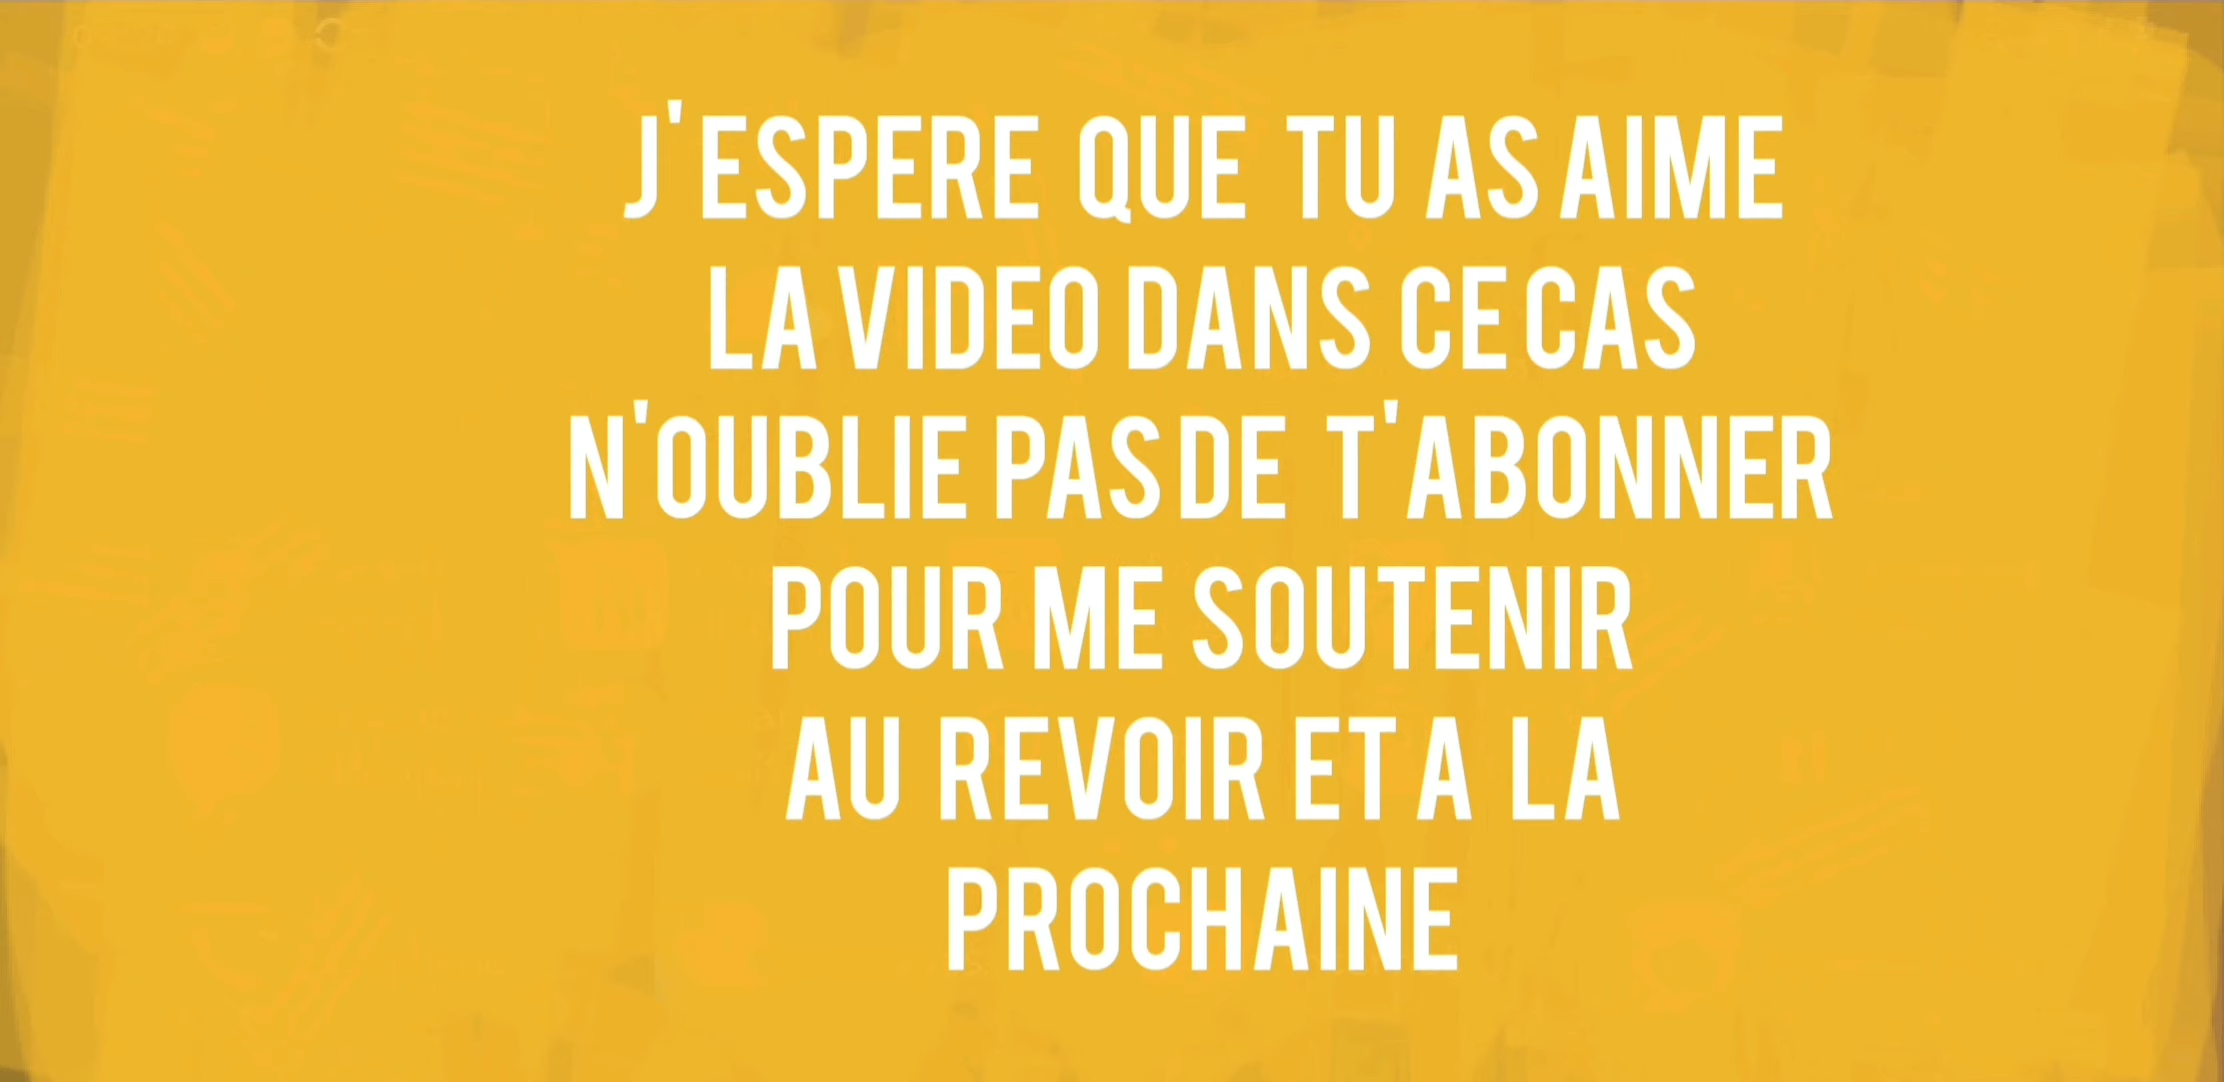 J'ESPERE QUE TU AS AIME
LA VIDEO DANS CE CAS
N'OUBLIE PAS DE T'ABONNER
POUR ME SOUTENIR
AU REVOIR ET A LA
PROCHAINE